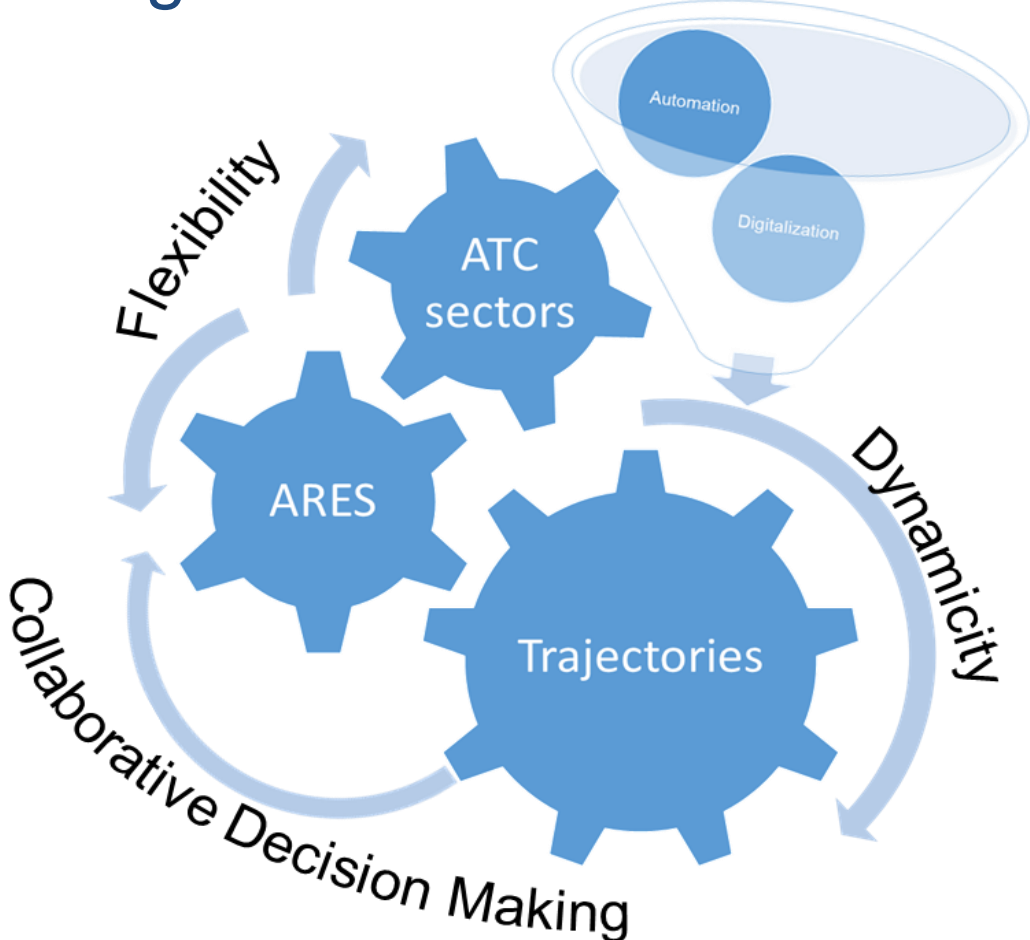 Automation
Digitalization
Flexibility
ATC
sectors
ARES
Dynamicity
Trajectories
Collaborative Decision Making